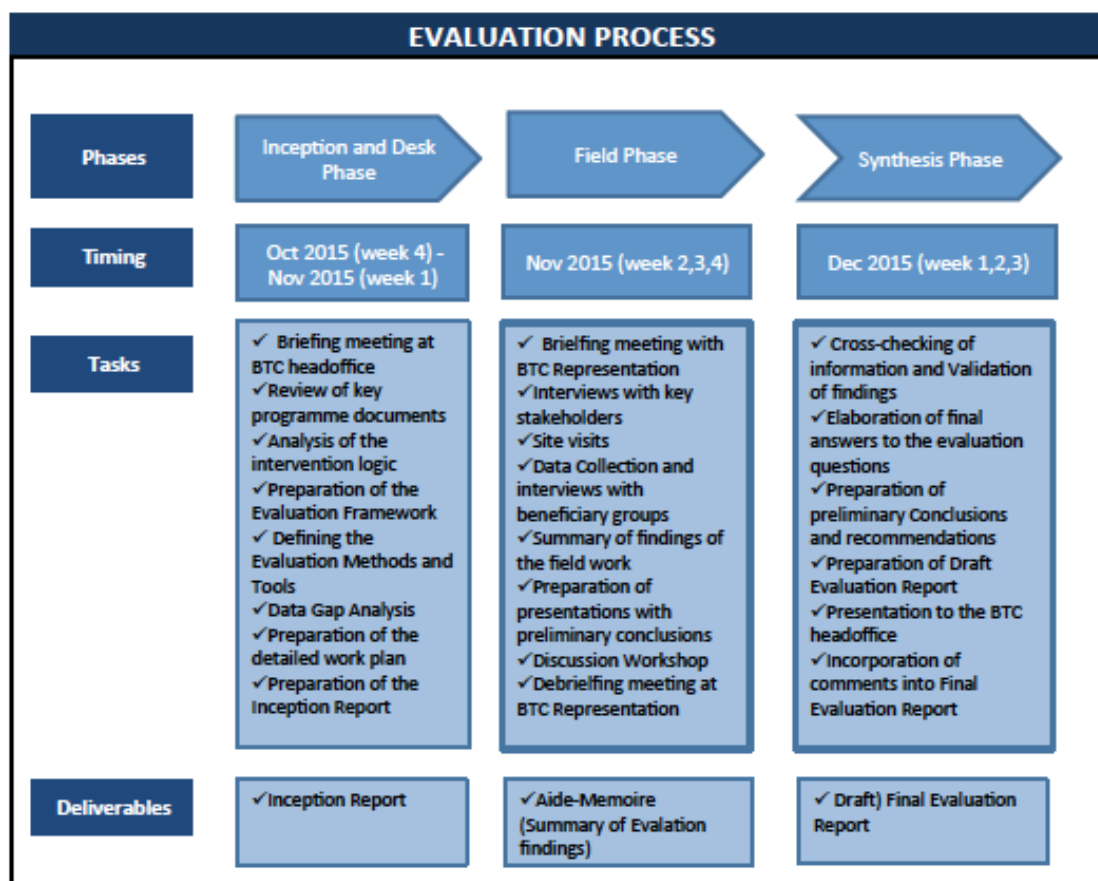 EVALUATION PROCESS
Phases
Inception and Desk
Phase
Field Phase
Synthesis Phase
Timing
Oct 2015 (week 4) -
Nov 2015 (week 1)
Nov 2015 (week 2,3,4)
Dec 2015 (week 1,2,3)
Tasks
✓ Briefing meeting at
BTC headoffice
✓Review of key
programme documents
✓Analysis of the
intervention logic
✓Preparation of the
Evaluation Framework
✓ Defining the
Evaluation Methods and
Tools
✓Data Gap Analysis
✓Preparation of the
detailed work plan
✓Preparation of the
Inception Report
✓ Brielfing meeting with
BTC Representation
✓Interviews with key
stakeholders
✓Site visits
✓Data Collection and
interviews with
beneficiary groups
✓Summary of findings of
the field work
✓Preparation of
presentations with
preliminary conclusions
✓Discussion Workshop
✓Debrielfing meeting at
BTC Representation
✓ Cross-checking of
information and Validation
of findings
✓Elaboration of final
answers to the evaluation
questions
✓Preparation of
preliminary Conclusions
and recommendations
✓Preparation of Draft
Evaluation Report
✓Presentation to the BTC
headoffice
✓Incorporation of
comments into Final
Evaluation Report
Deliverables
✓Inception Report
✓Aide-Memoire
(Summary of Evalation
findings)
✓ Draft) Final Evaluation
Report